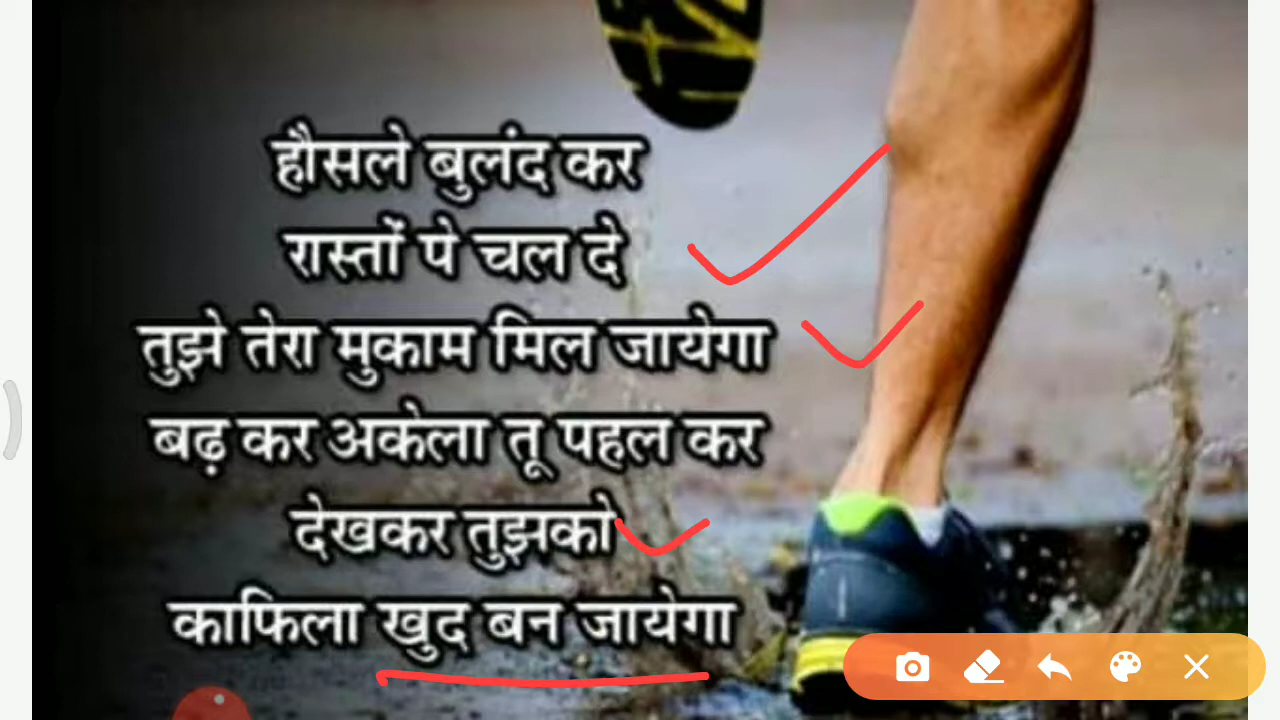 हौसले बुलंद कर
रास्तों पे चल दे
तुझे तेरा मुकाम मिल जायेगा
बढ़ कर अकेला तू पहल कर
देखकर तुझको
काफिला खुद बन जायेगा